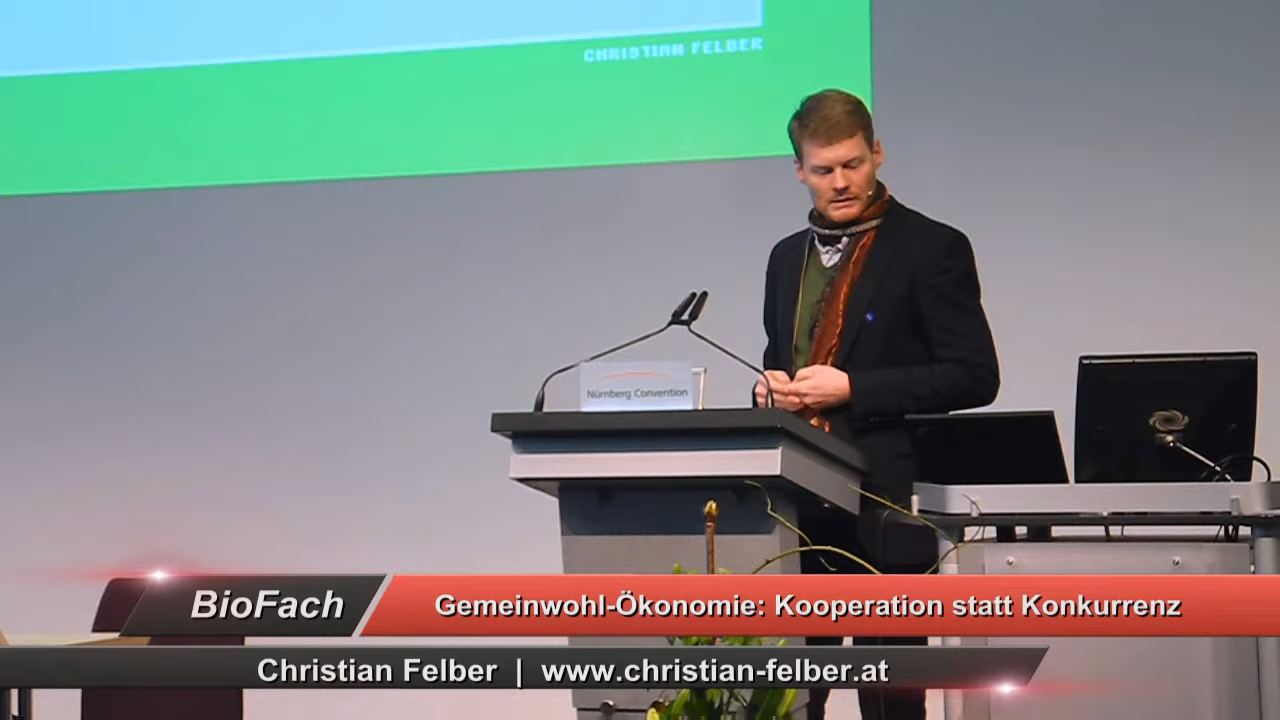 CHRISTIAN FELBER
Nürnberg Convention
BioFach
Gemeinwohl-Ökonomie: Kooperation statt Konkurrenz
Christian Felber | www.christian-felber.at